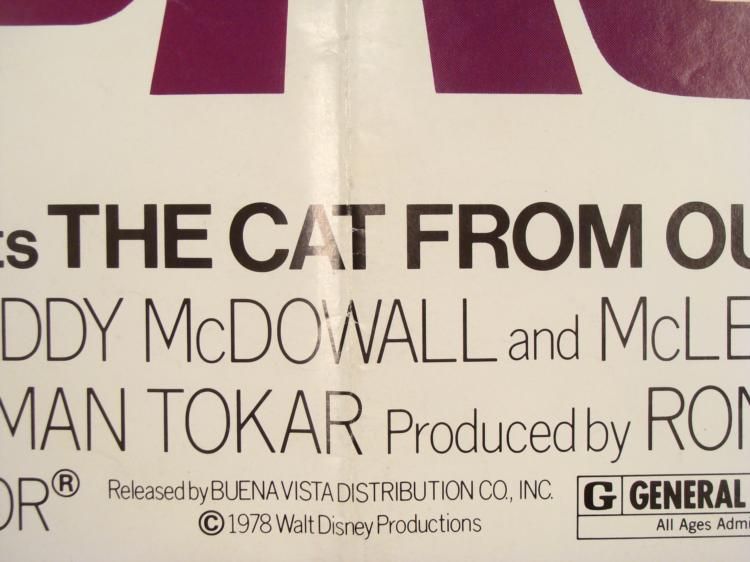 ts THE CAT FROM OU
DDY McDOWALL and McLE
MAN TOKAR Produced by RON
OR® Released by BUENA VISTA DISTRIBUTION CO., INC.
© 1978 Walt Disney Productions
G GENERAL
All Ages Admi